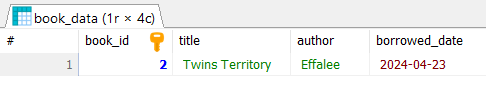 book_data (1r × 4c)
# book_id title author borrowed_date
1 2 Twins Territory Effalee 2024-04-23